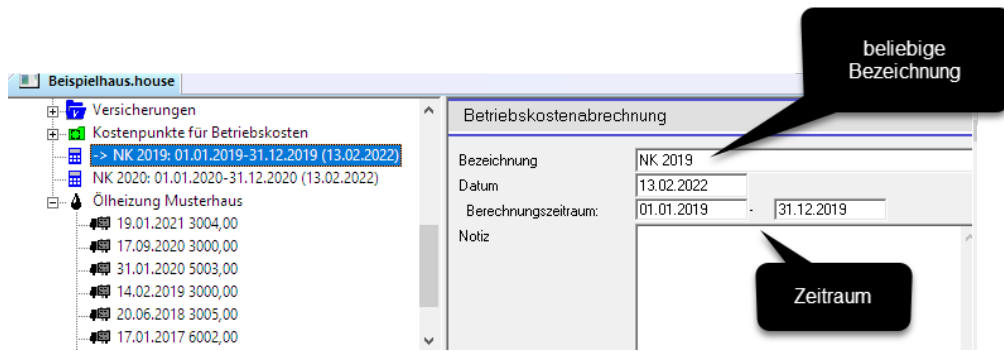 beliebige
Bezeichnung
Beispielhaus.house
Versicherungen
Kostenpunkte für Betriebskosten
-> NK 2019: 01.01.2019-31.12.2019 (13.02.2022)
NK 2020: 01.01.2020-31.12.2020 (13.02.2022)
Ölheizung Musterhaus
19.01.2021 3004,00
17.09.2020 3000,00
31.01.2020 5003,00
14.02.2019 3000,00
20.06.2018 3005,00
17.01.2017 6002,00
Betriebskostenabrechnung
Bezeichnung NK 2019
Datum 13.02.2022
Berechnungszeitraum: 01.01.2019 - 31.12.2019
Notiz
Zeitraum